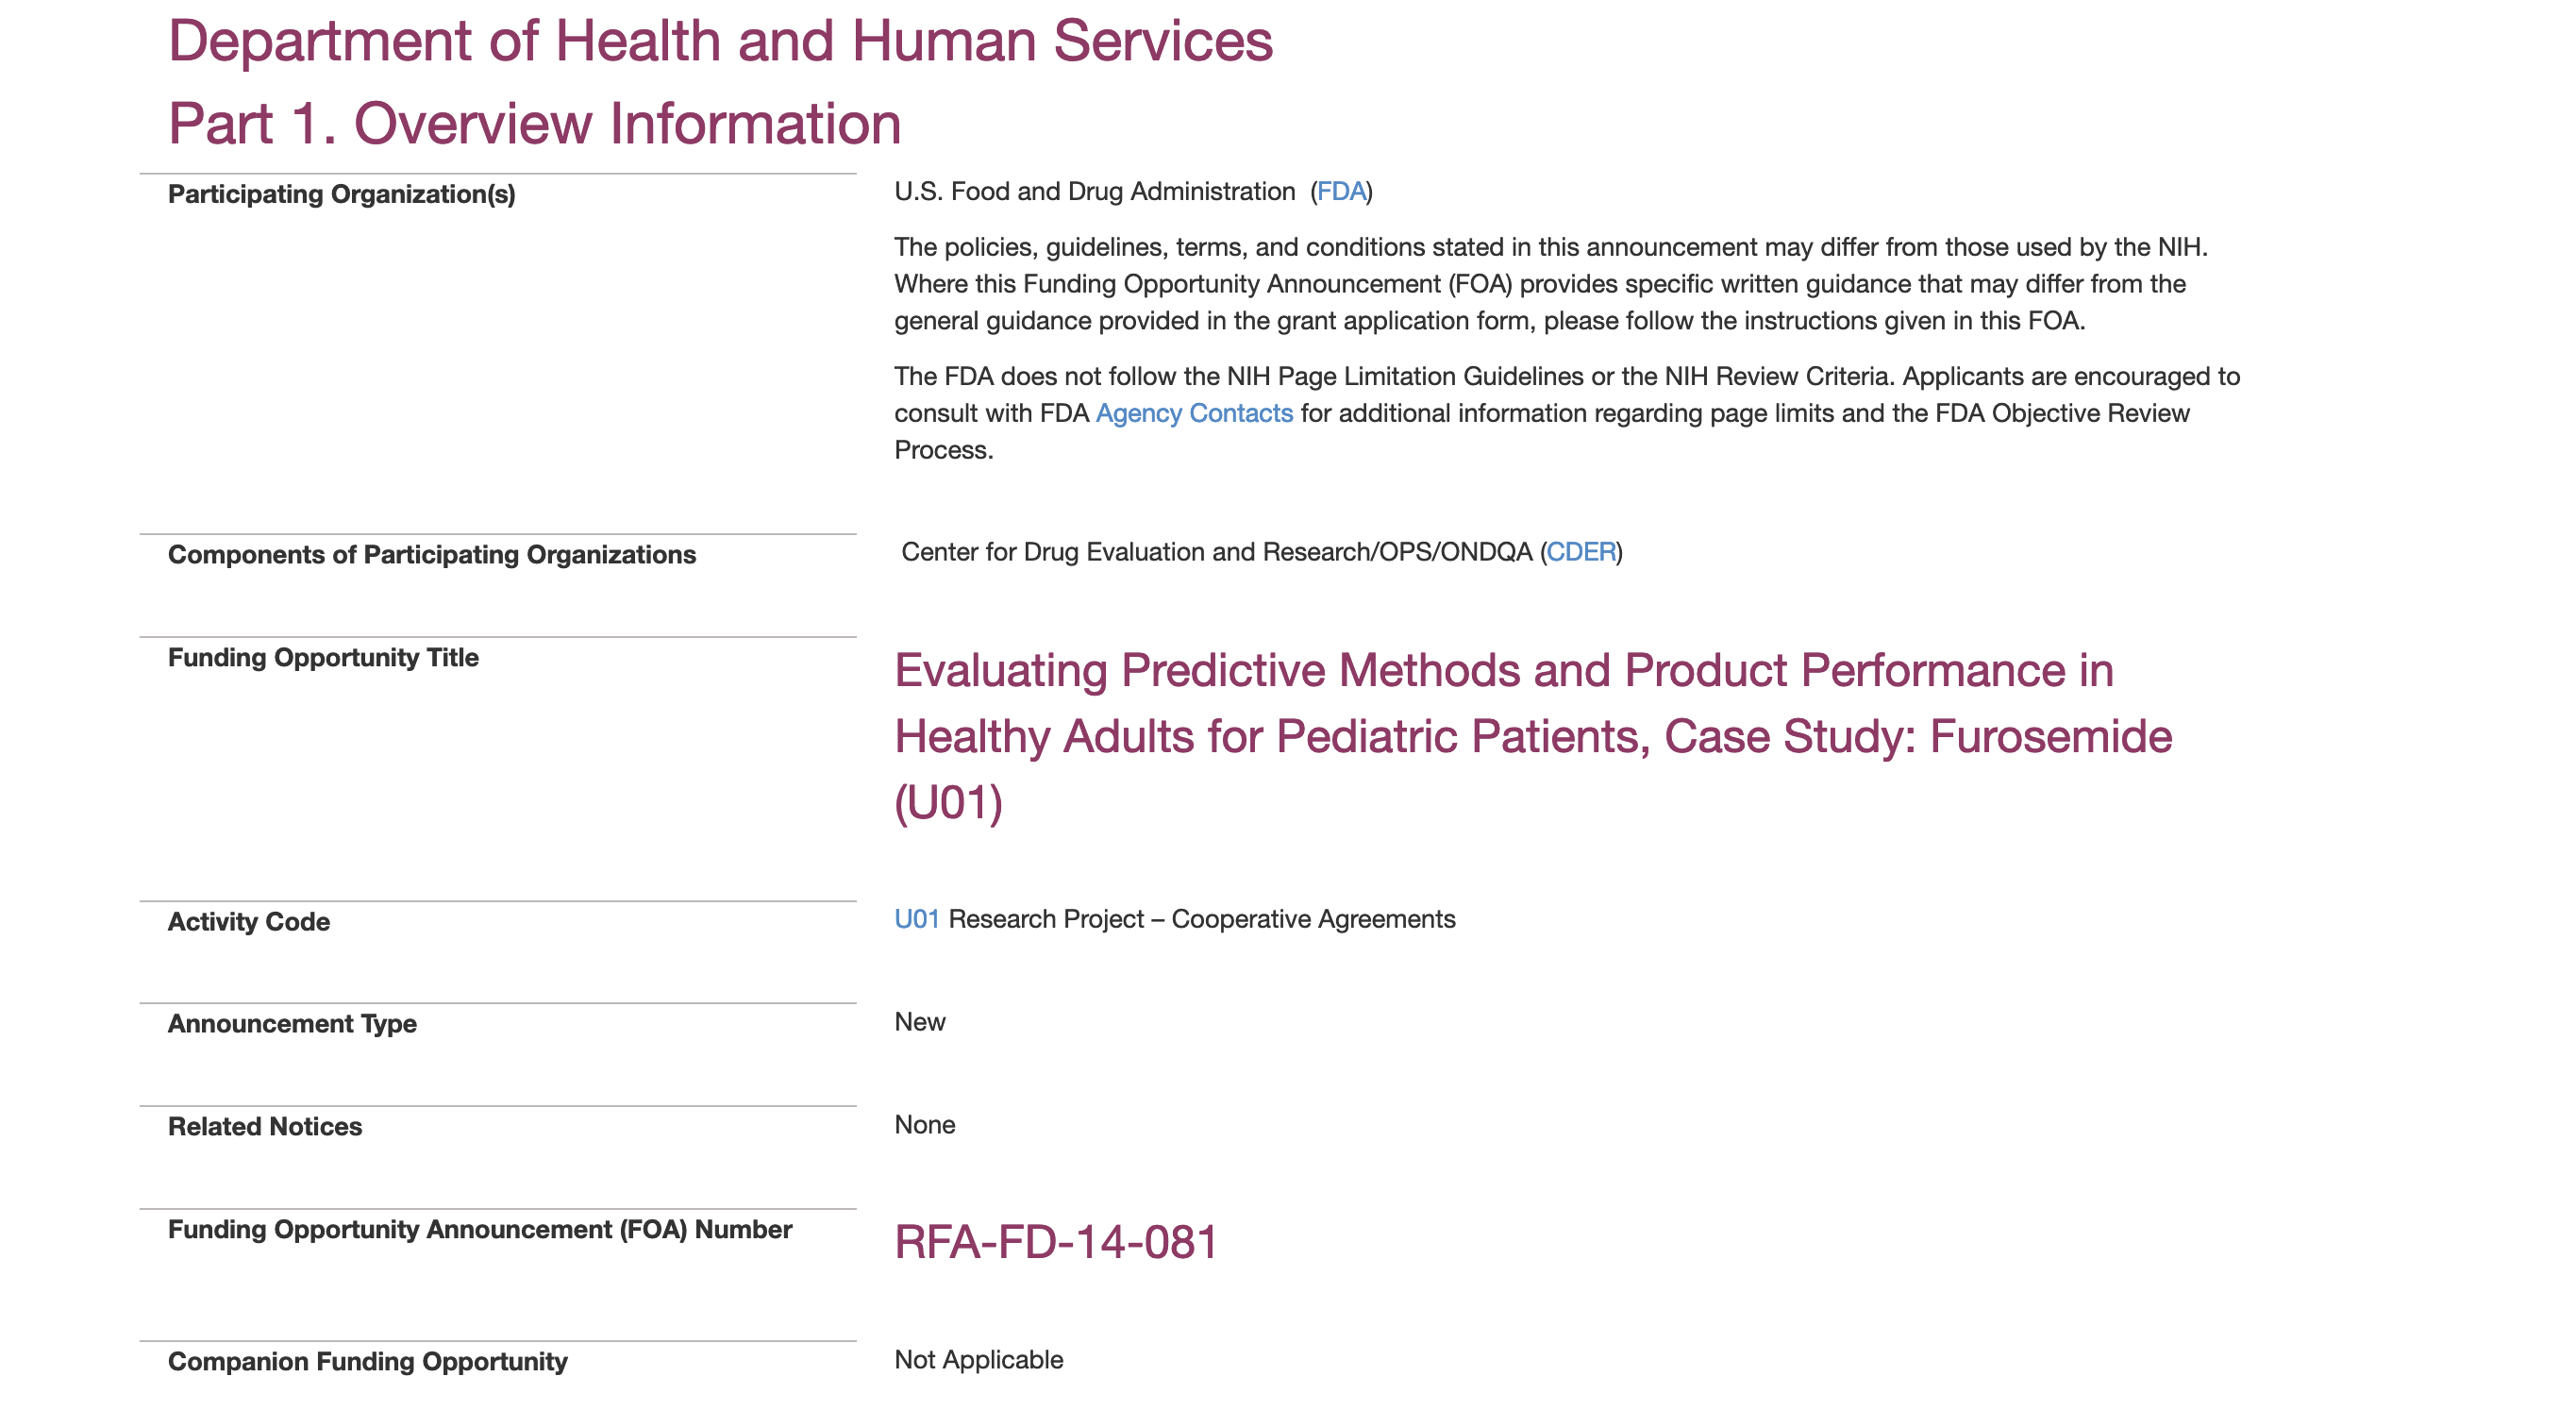 Department of Health and Human Services
Part 1. Overview Information
Participating Organization(s)
U.S. Food and Drug Administration (FDA)
The policies, guidelines, terms, and conditions stated in this announcement may differ from those used by the NIH.
Where this Funding Opportunity Announcement (FOA) provides specific written guidance that may differ from the
general guidance provided in the grant application form, please follow the instructions given in this FOA.
The FDA does not follow the NIH Page Limitation Guidelines or the NIH Review Criteria. Applicants are encouraged to
consult with FDA Agency Contacts for additional information regarding page limits and the FDA Objective Review
Process.
Components of Participating Organizations
Center for Drug Evaluation and Research/OPS/ONDQA (CDER)
Funding Opportunity Title
Evaluating Predictive Methods and Product Performance in
Healthy Adults for Pediatric Patients, Case Study: Furosemide
(U01)
Activity Code
U01 Research Project – Cooperative Agreements
Announcement Type
New
Related Notices
None
Funding Opportunity Announcement (FOA) Number
RFA-FD-14-081
Companion Funding Opportunity
Not Applicable